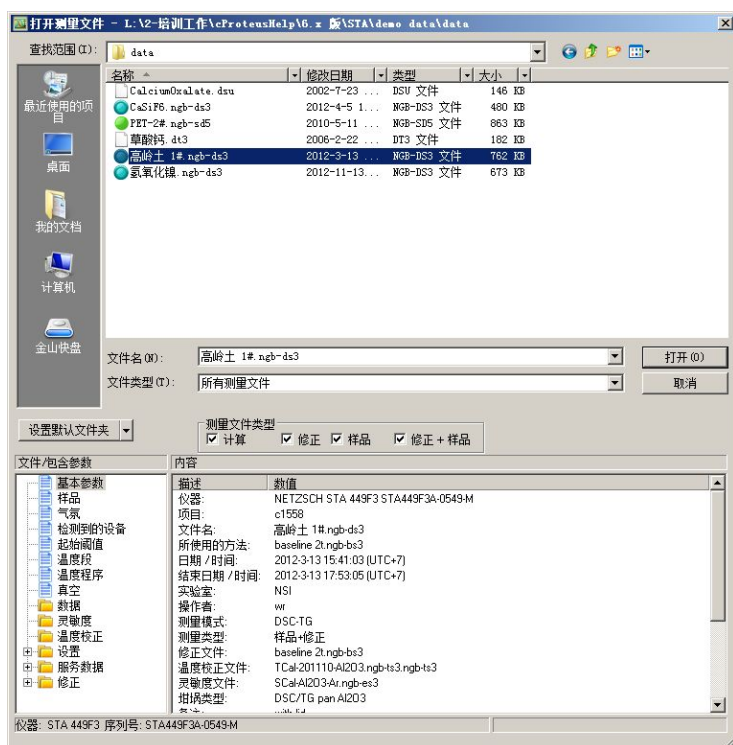 打开测量文件 - L:\2-培训工作\cProteusHelp\6.x 版\STA\demo data\data
查找范围(I): data
名称 修改日期 类型 大小
CalciumOxalate.dsu 2002-7-23 ... DSU 文件 146 KB
CaSiF6.ngb-ds3 2012-4-5 1... NGB-DS3 文件 480 KB
PET-2#.ngb-sd5 2010-5-11 ... NGB-SD5 文件 863 KB
草酸钙.dt3 2006-2-22 ... DT3 文件 182 KB
高岭土 1#.ngb-ds3 2012-3-13 ... NGB-DS3 文件 762 KB
氢氧化镍.ngb-ds3 2012-11-13... NGB-DS3 文件 673 KB
最近使用的项目
桌面
我的文档
计算机
金山快盘
文件名(N): 高岭土 1#.ngb-ds3 打开(O)
文件类型(T): 所有测量文件 取消
设置默认文件夹
测量文件类型
计算 修正 样品 修正 + 样品
文件/包含参数
基本参数
样品
气氛
检测到的设备
起始阈值
温度段
温度程序
真空
数据
灵敏度
温度校正
设置
服务数据
修正
内容
描述 数值
仪器: NETZSCH STA 449F3 STA449F3A-0549-M
项目: c1558
文件名: 高岭土 1#.ngb-ds3
所使用的方法: baseline 2t.ngb-bs3
日期 / 时间: 2012-3-13 15:41:03 (UTC+7)
结束日期 / 时间: 2012-3-13 17:53:05 (UTC+7)
实验室: NSI
操作者: wr
测量模式: DSC-TG
测量类型: 样品+修正
修正文件: baseline 2t.ngb-bs3
温度校正文件: TCal-201110-Al2O3.ngb-ts3.ngb-ts3
灵敏度文件: SCal-Al2O3-Ar.ngb-es3
坩埚类型: DSC/TG pan Al2O3
仪器: STA 449F3 序列号: STA449F3A-0549-M